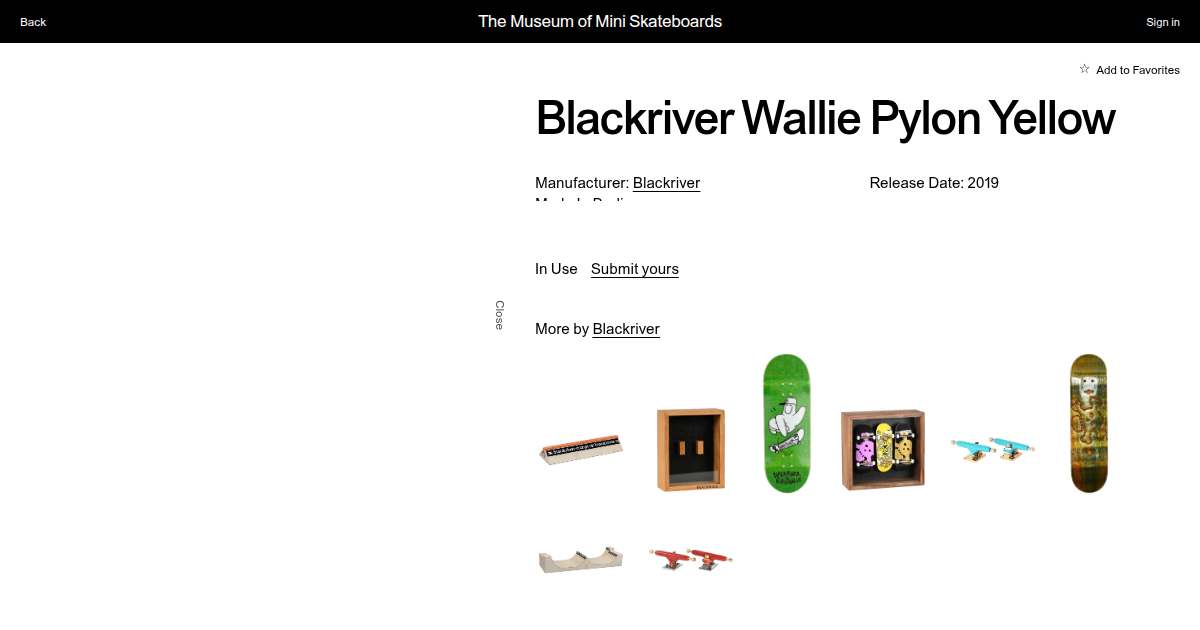 Back
The Museum of Mini Skateboards
Sign in
☆ Add to Favorites
Blackriver Wallie Pylon Yellow
Manufacturer: Blackriver
Release Date: 2019
In Use
Submit yours
Close
More by Blackriver